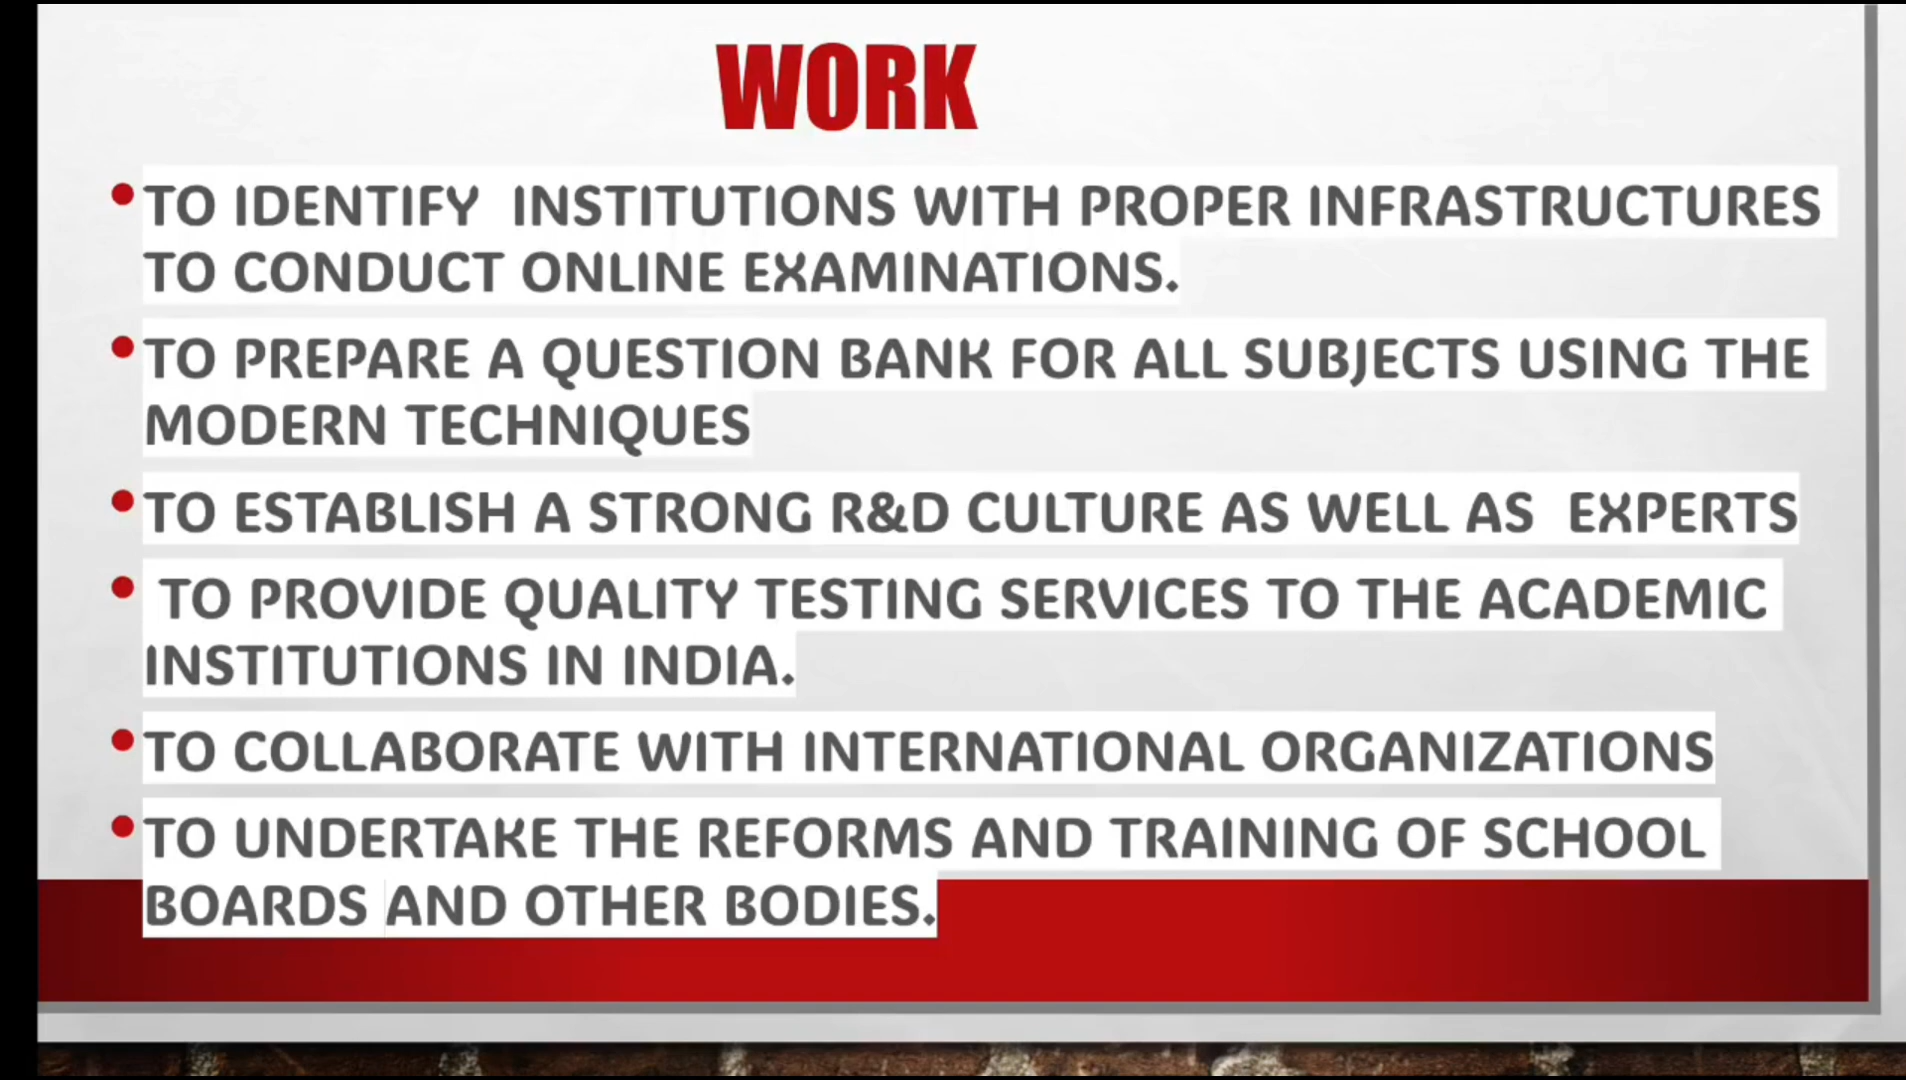 WORK
• TO IDENTIFY  INSTITUTIONS WITH PROPER INFRASTRUCTURES
TO CONDUCT ONLINE EXAMINATIONS.
• TO PREPARE A QUESTION BANK FOR ALL SUBJECTS USING THE
MODERN TECHNIQUES
• TO ESTABLISH A STRONG R&D CULTURE AS WELL AS  EXPERTS
• TO PROVIDE QUALITY TESTING SERVICES TO THE ACADEMIC
INSTITUTIONS IN INDIA.
• TO COLLABORATE WITH INTERNATIONAL ORGANIZATIONS
• TO UNDERTAKE THE REFORMS AND TRAINING OF SCHOOL
BOARDS AND OTHER BODIES.